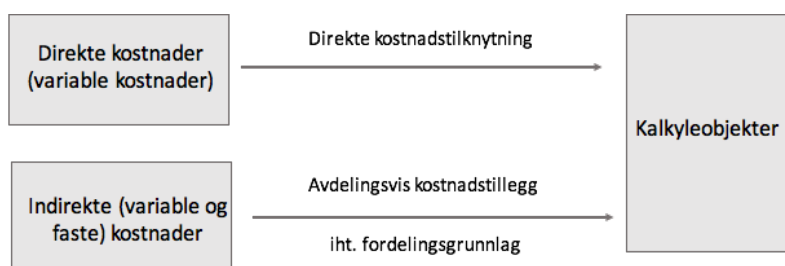 Direkte kostnader
(variable kostnader)
Direkte kostnadstilknytning
Kalkyleobjekter
Indirekte (variable og
faste) kostnader
Avdelingsvis kostnadstillegg
iht. fordelingsgrunnlag